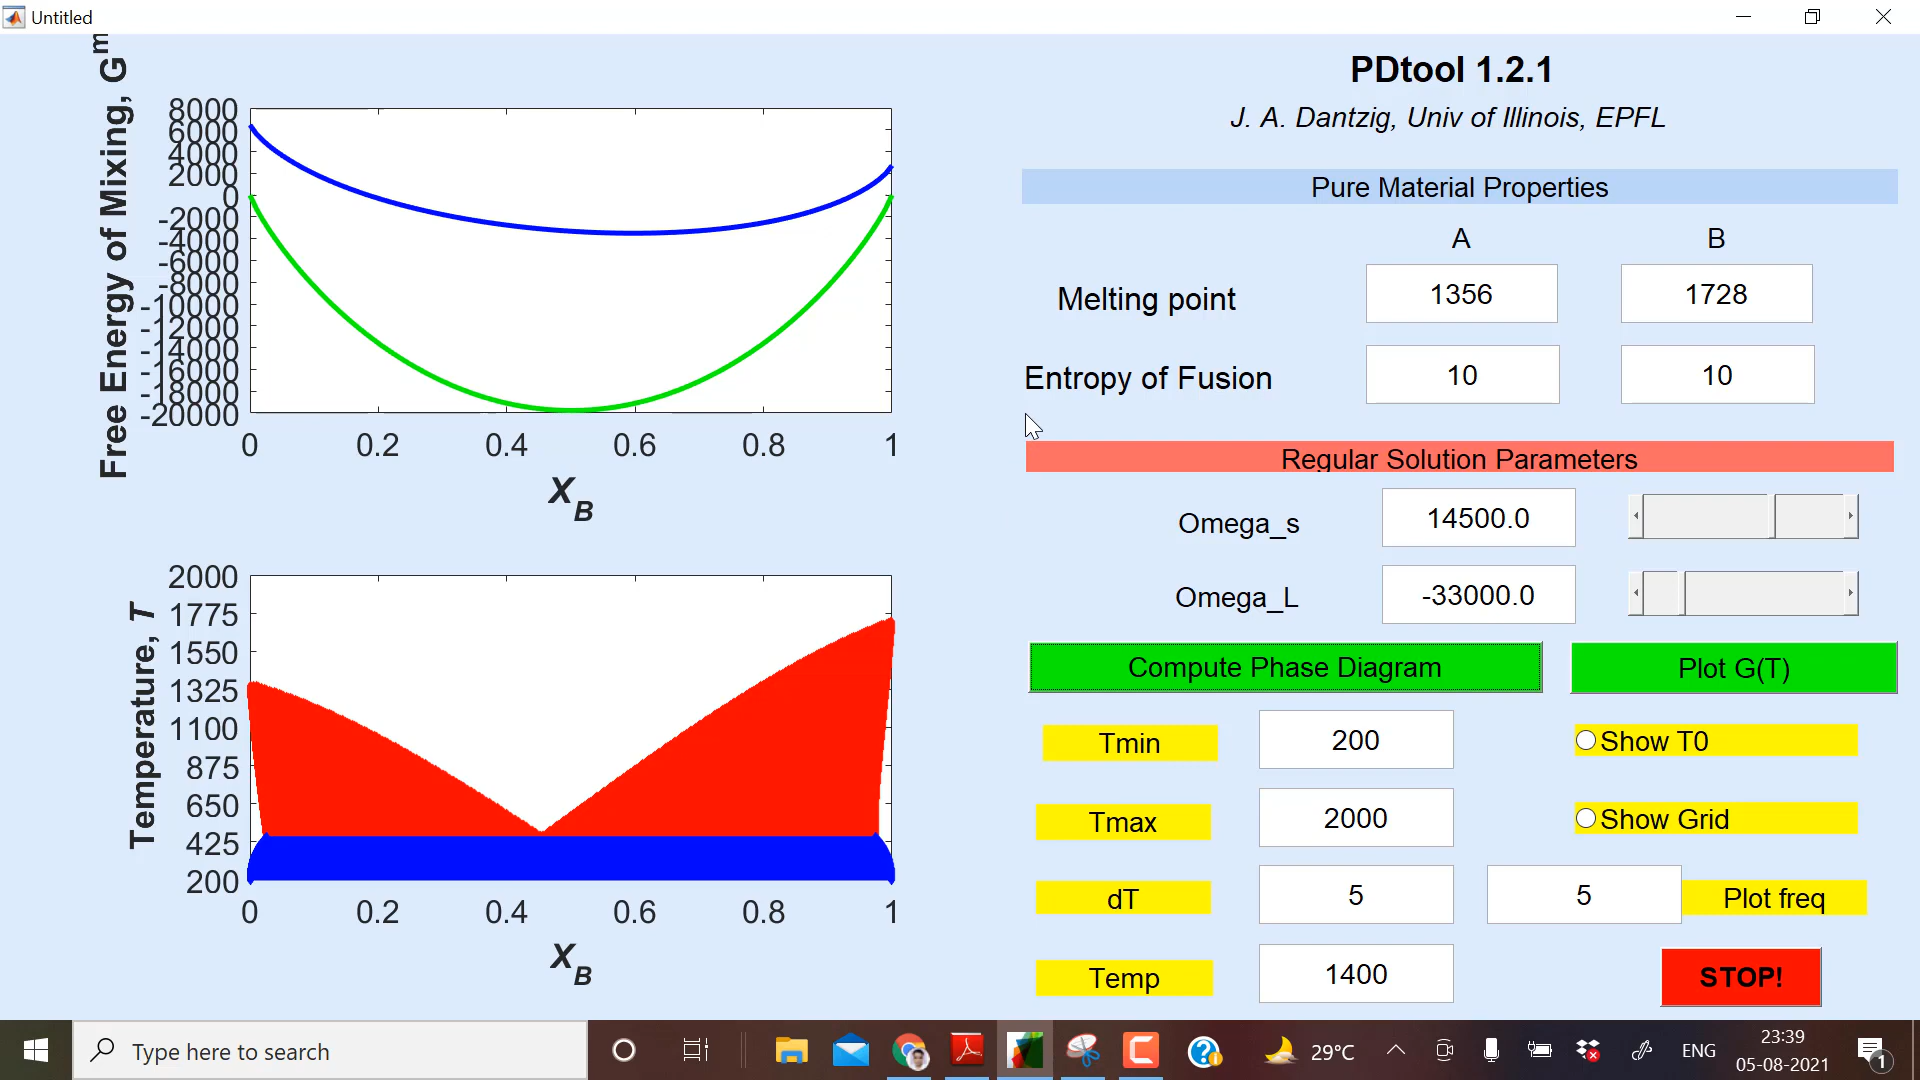 Untitled
Free Energy of Mixing, G^m
8000
6000
4000
2000
0
-2000
-4000
-6000
-8000
-10000
-12000
-14000
-16000
-18000
-20000
0 0.2 0.4 0.6 0.8 1
X_B
Temperature, T
2000
1775
1550
1325
1100
875
650
425
200
0 0.2 0.4 0.6 0.8 1
X_B
PDtool 1.2.1
J. A. Dantzig, Univ of Illinois, EPFL
Pure Material Properties
A B
Melting point 1356 1728
Entropy of Fusion 10 10
Regular Solution Parameters
Omega_s 14500.0
Omega_L -33000.0
Compute Phase Diagram Plot G(T)
Tmin 200 Show T0
Tmax 2000 Show Grid
dT 5 5 Plot freq
Temp 1400 STOP!
Type here to search
29°C
ENG
23:39
05-08-2021
1